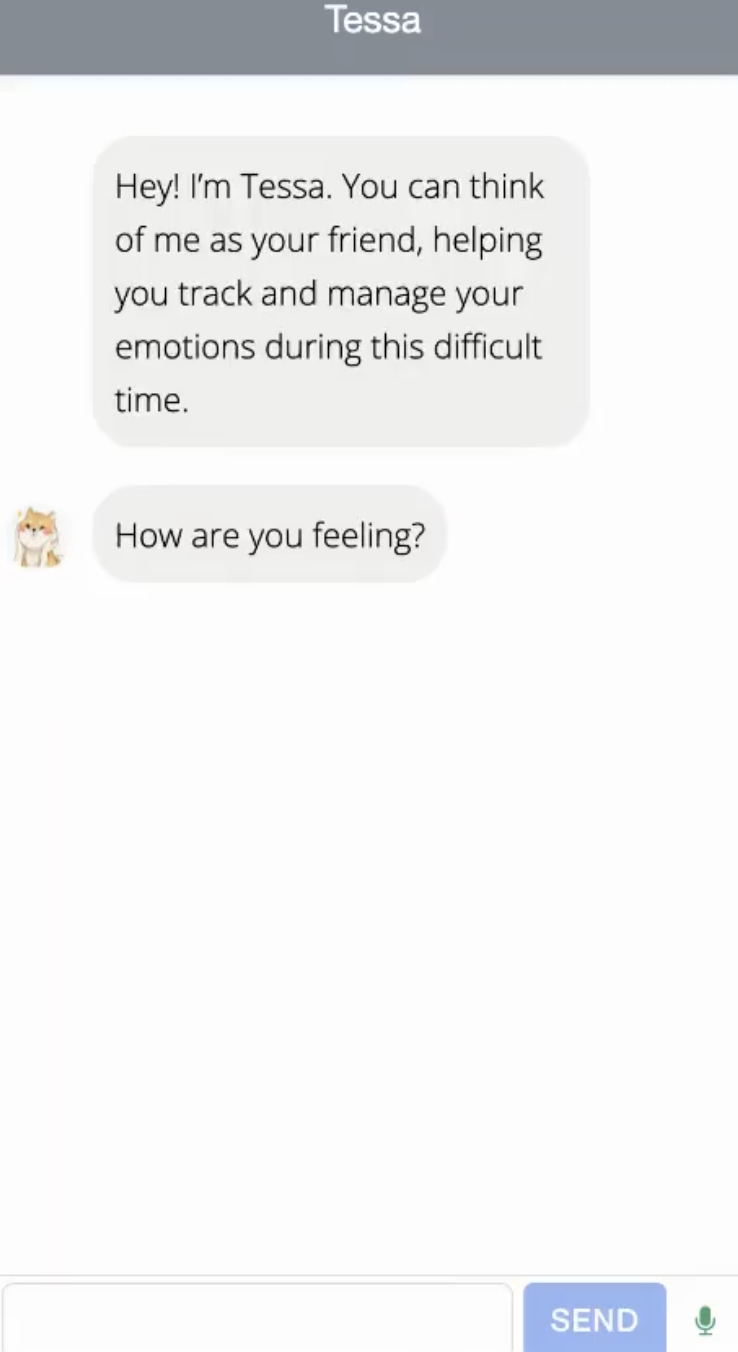 Tessa
Hey! I'm Tessa. You can think
of me as your friend, helping
you track and manage your
emotions during this difficult
time.
How are you feeling?
SEND